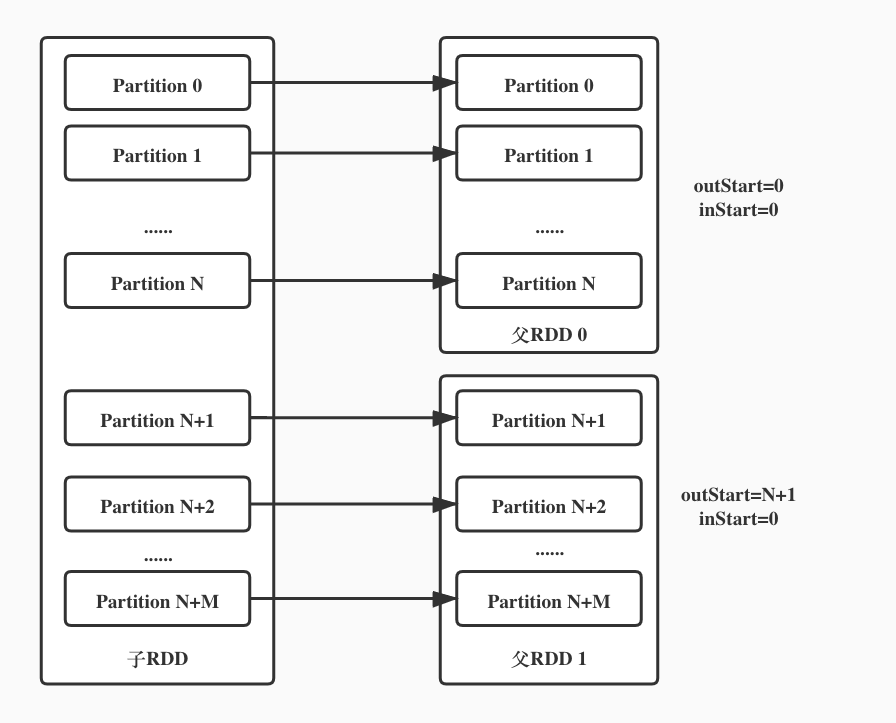 Partition 0
Partition 1
......
Partition N
Partition N+1
Partition N+2
......
Partition N+M
子RDD
Partition 0
Partition 1
......
Partition N
父RDD 0
Partition N+1
Partition N+2
......
Partition N+M
父RDD 1
outStart=0
inStart=0
outStart=N+1
inStart=0